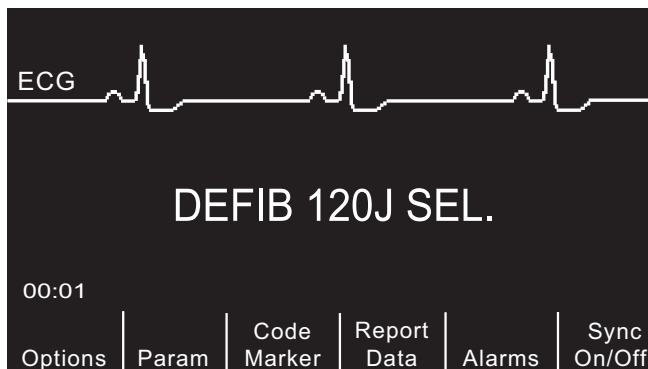 ECG
DEFIB 120J SEL.
00:01
Code Report Sync
Options Param Marker Data Alarms On/Off